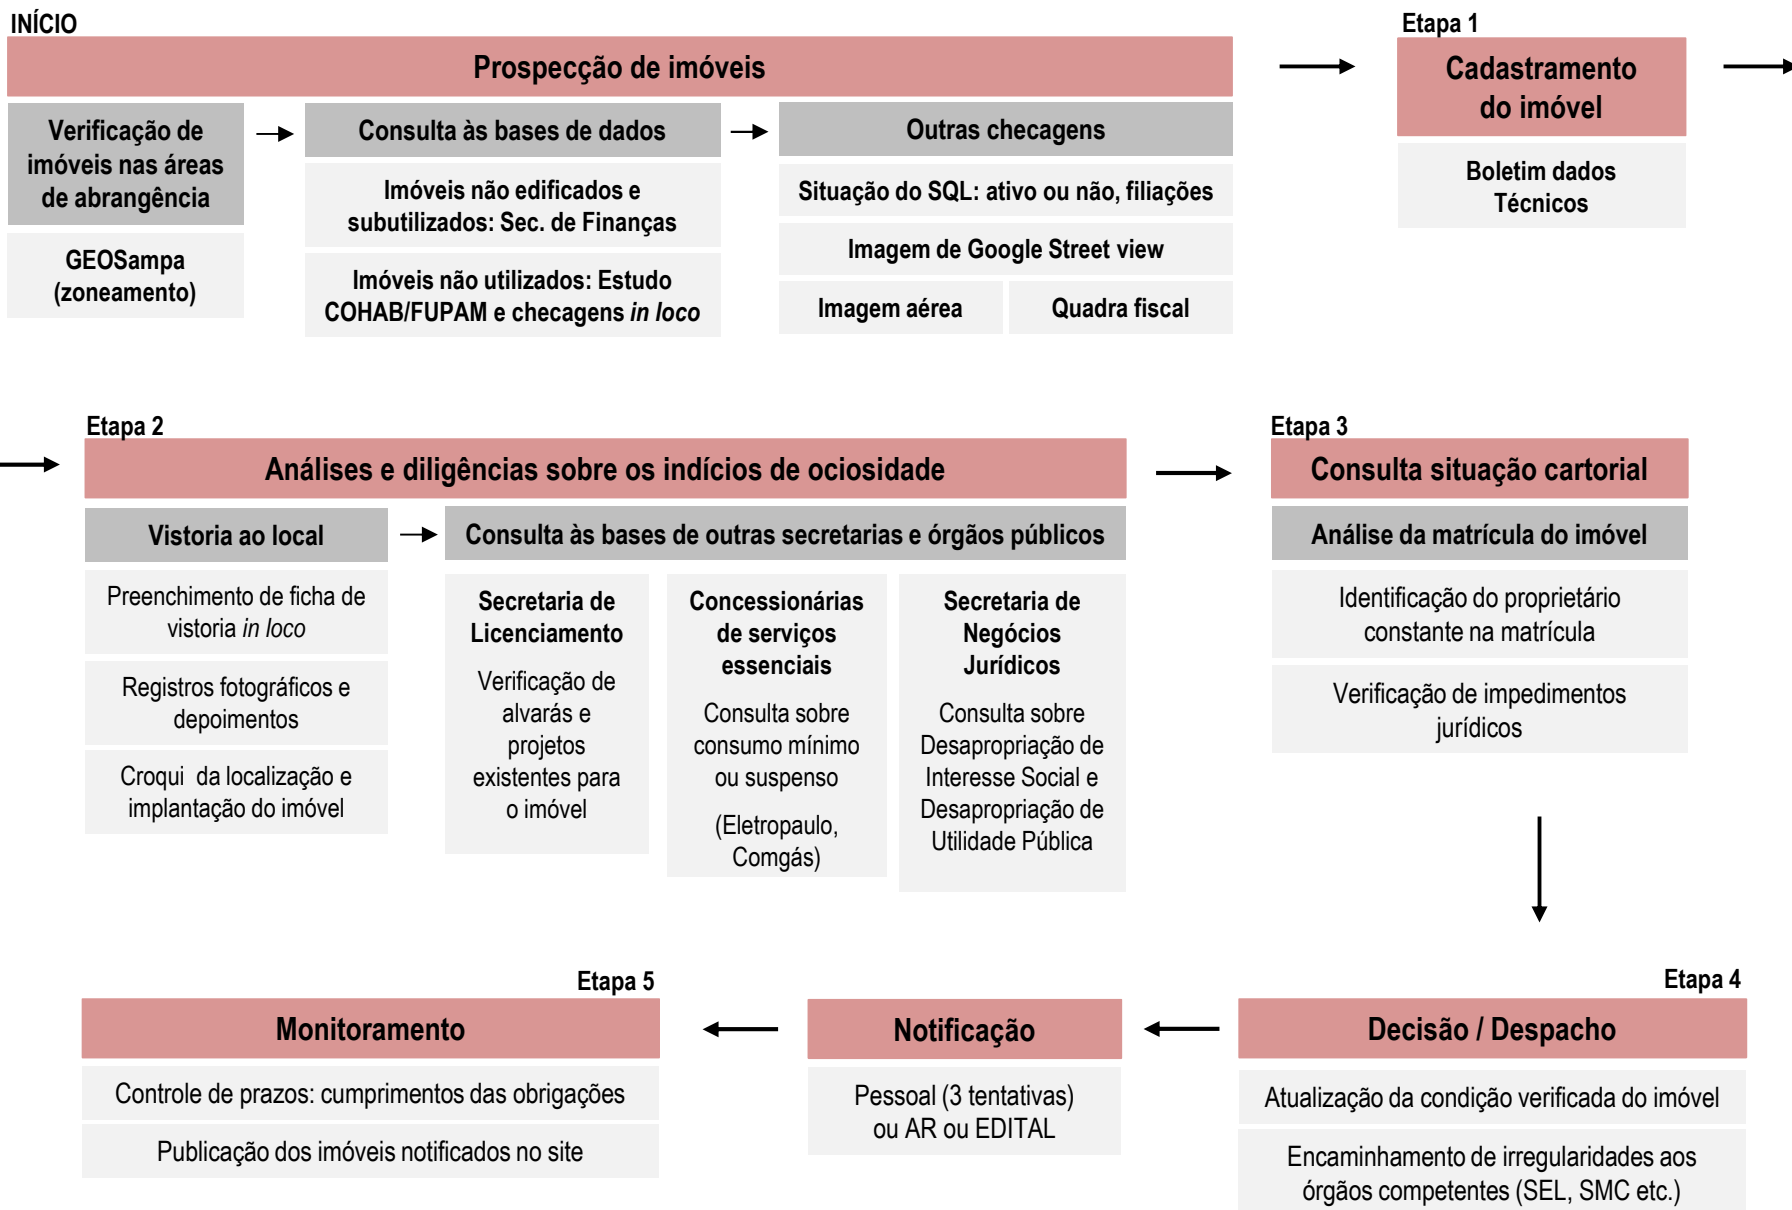 INÍCIO
Prospecção de imóveis
Verificação de
imóveis nas áreas
de abrangência
GEOSampa
(zoneamento)
Consulta às bases de dados
Imóveis não edificados e
subutilizados: Sec. de Finanças
Imóveis não utilizados: Estudo
COHAB/FUPAM e checagens in loco
Outras checagens
Situação do SQL: ativo ou não, filiações
Imagem de Google Street view
Imagem aérea
Quadra fiscal
Etapa 1
Cadastramento
do imóvel
Boletim dados
Técnicos
Etapa 2
Análises e diligências sobre os indícios de ociosidade
Vistoria ao local
Preenchimento de ficha de
vistoria in loco
Registros fotográficos e
depoimentos
Croqui  da localização e
implantação do imóvel
Consulta às bases de outras secretarias e órgãos públicos
Secretaria de
Licenciamento
Verificação de
alvarás e
projetos
existentes para
o imóvel
Concessionárias
de serviços
essenciais
Consulta sobre
consumo mínimo
ou suspenso
(Eletropaulo,
Comgás)
Secretaria de
Negócios
Jurídicos
Consulta sobre
Desapropriação de
Interesse Social e
Desapropriação de
Utilidade Pública
Etapa 3
Consulta situação cartorial
Análise da matrícula do imóvel
Identificação do proprietário
constante na matrícula
Verificação de impedimentos
jurídicos
Etapa 4
Decisão / Despacho
Atualização da condição verificada do imóvel
Encaminhamento de irregularidades aos
órgãos competentes (SEL, SMC etc.)
Notificação
Pessoal (3 tentativas)
ou AR ou EDITAL
Etapa 5
Monitoramento
Controle de prazos: cumprimentos das obrigações
Publicação dos imóveis notificados no site